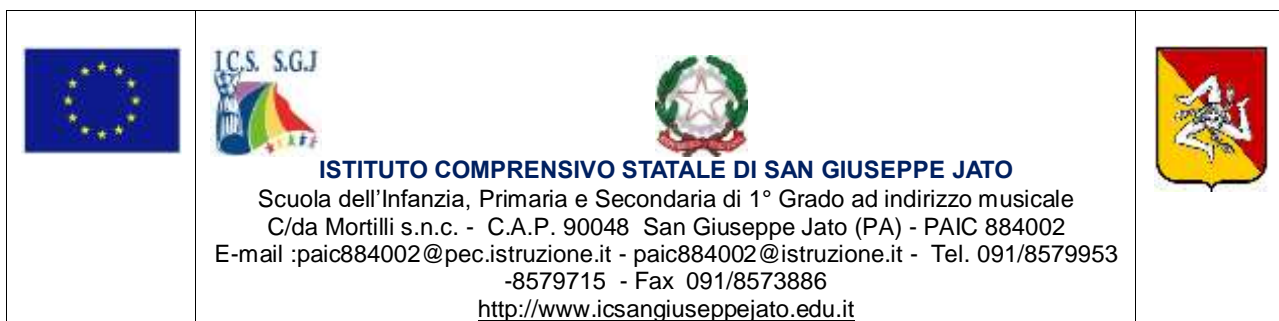 I.C.S. S.G.J
ISTITUTO COMPRENSIVO STATALE DI SAN GIUSEPPE JATO
Scuola dell'Infanzia, Primaria e Secondaria di 1° Grado ad indirizzo musicale
C/da Mortilli s.n.c. - C.A.P. 90048 San Giuseppe Jato (PA) - PAIC 884002
E-mail :paic884002@pec.istruzione.it - paic884002@istruzione.it - Tel. 091/8579953
-8579715 - Fax 091/8573886
http://www.icsangiuseppejato.edu.it